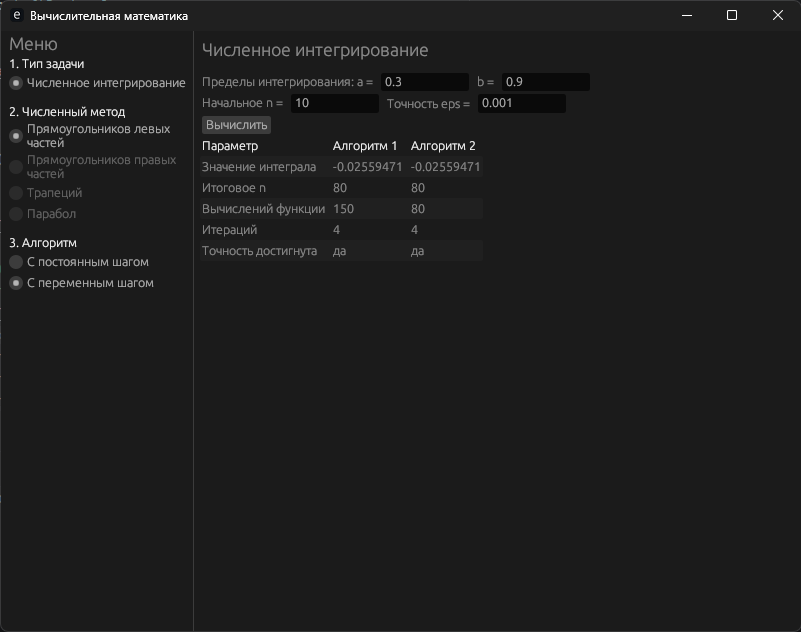 e Вычислительная математика
Меню
1. Тип задачи
Численное интегрирование
2. Численный метод
Прямоугольников левых
частей
Прямоугольников правых
частей
Трапеций
Парабол
3. Алгоритм
С постоянным шагом
С переменным шагом
Численное интегрирование
Пределы интегрирования: a = 0.3 b = 0.9
Начальное n = 10 Точность eps = 0.001
Вычислить
Параметр Алгоритм 1 Алгоритм 2
Значение интеграла -0.02559471 -0.02559471
Итоговое n 80 80
Вычислений функции 150 80
Итераций 4 4
Точность достигнута да да